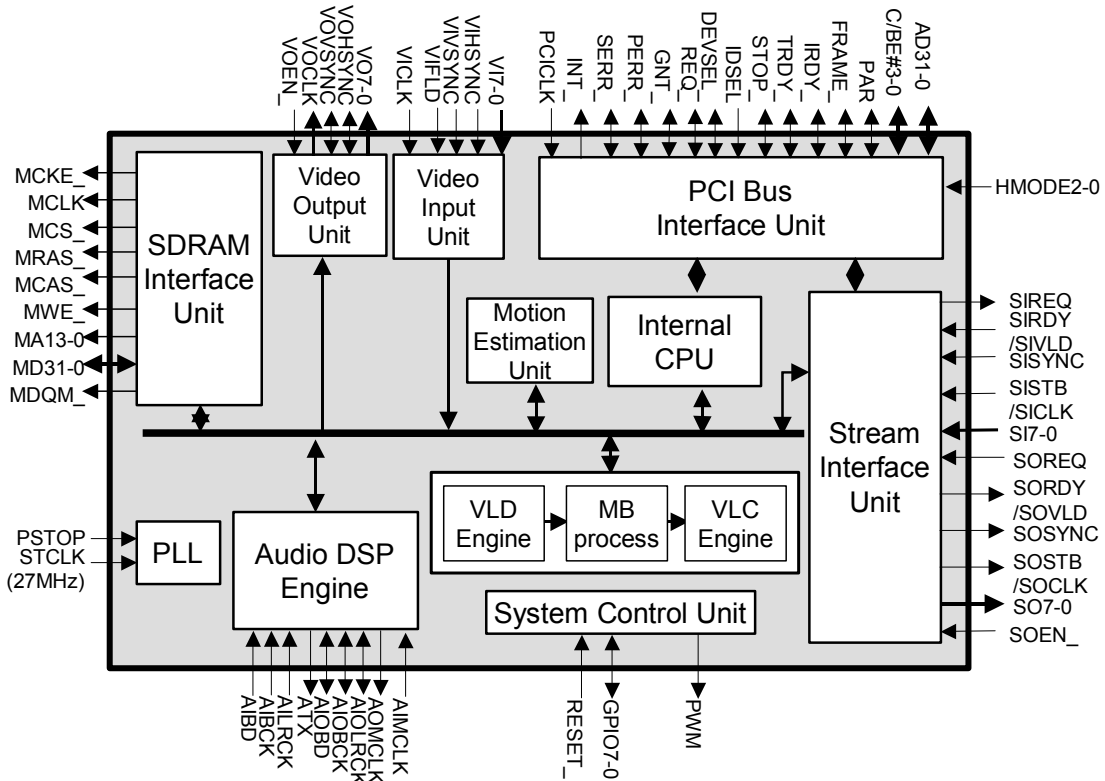 VOEN_
VOCLK
VOVSYNC
VOHSYNC
VO7-0
VICLK
VIFLD
VIVSYNC
VIHSYNC
VI7-0
PCICLK
INT_
SERR_
PERR_
GNT_
REQ_
DEVSEL_
IDSEL
STOP_
TRDY_
IRDY_
FRAME_
PAR
C/BE#3-0
AD31-0
MCKE_
MCLK
MCS_
MRAS_
MCAS_
MWE_
MA13-0
MD31-0
MDQM_
SDRAM
Interface
Unit
Video
Output
Unit
Video
Input
Unit
PCI Bus
Interface Unit
HMODE2-0
Motion
Estimation
Unit
Internal
CPU
Stream
Interface
Unit
SIREQ
SIRDY
/SIVLD
SISYNC
SISTB
/SICLK
SI7-0
SOREQ
SORDY
/SOVLD
SOSYNC
SOSTB
/SOCLK
SO7-0
SOEN_
PSTOP
STCLK
(27MHz)
PLL
Audio DSP
Engine
VLD
Engine
MB
process
VLC
Engine
System Control Unit
AIBD
AIBCK
AILRCK
ATX
AIOBD
AIOBCK
AIOLRCK
AOMCLK
AIMCLK
RESET_
GPIO7-0
PWM